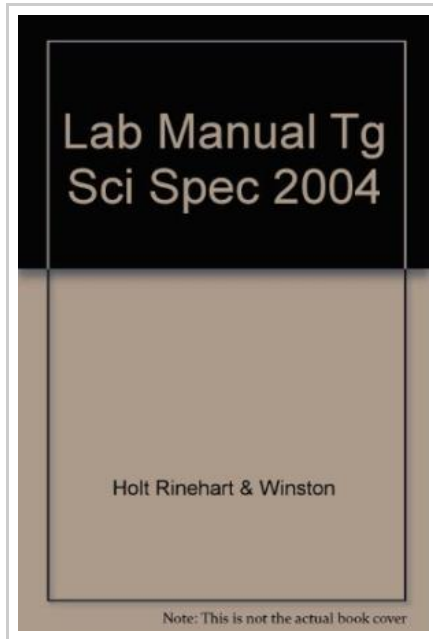 Lab Manual Tg
Sci Spec 2004
Holt Rinehart & Winston
Note: This is not the actual book cover